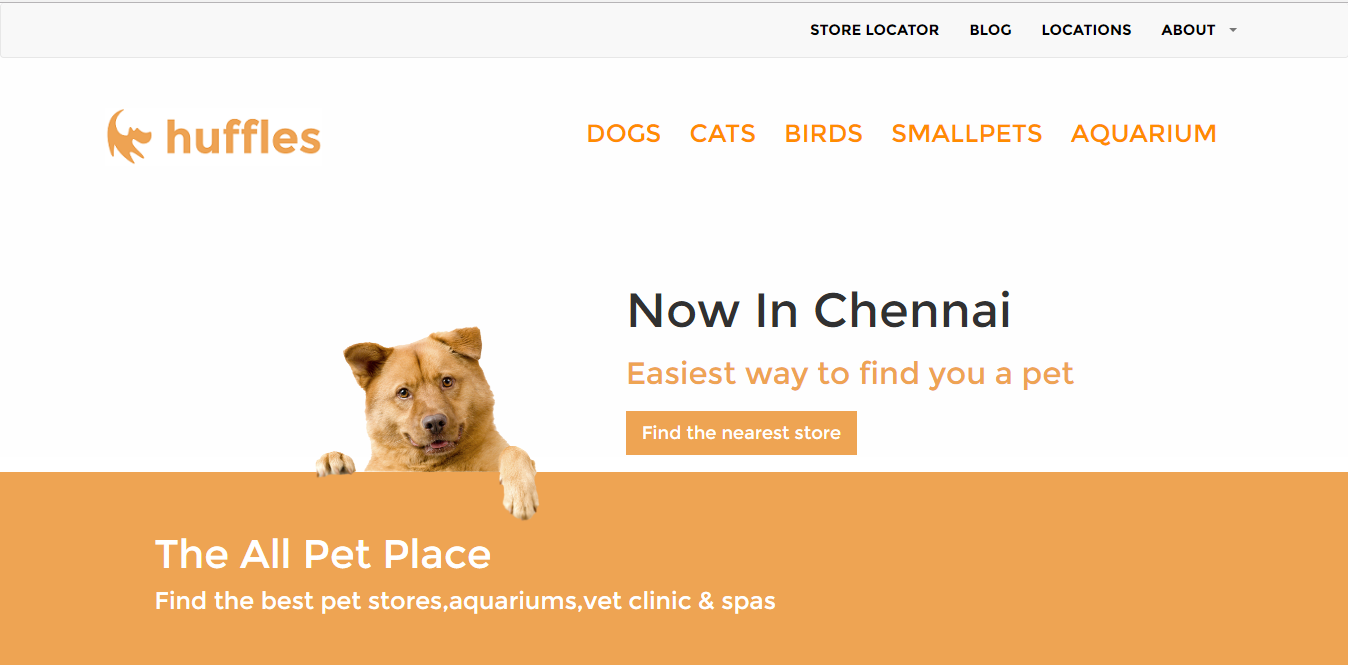 STORE LOCATOR BLOG LOCATIONS ABOUT
huffles
DOGS CATS BIRDS SMALLPETS AQUARIUM
Now In Chennai
Easiest way to find you a pet
Find the nearest store
The All Pet Place
Find the best pet stores,aquariums,vet clinic & spas